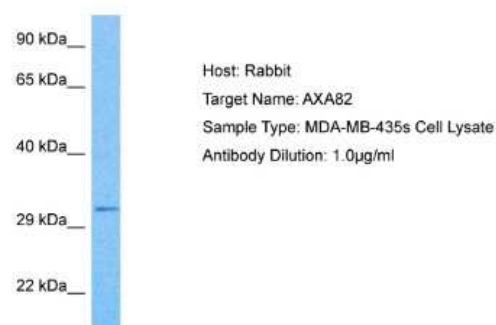 90 kDa
65 kDa
40 kDa
29 kDa
22 kDa
Host: Rabbit
Target Name: AXA82
Sample Type: MDA-MB-435s Cell Lysate
Antibody Dilution: 1.0µg/ml